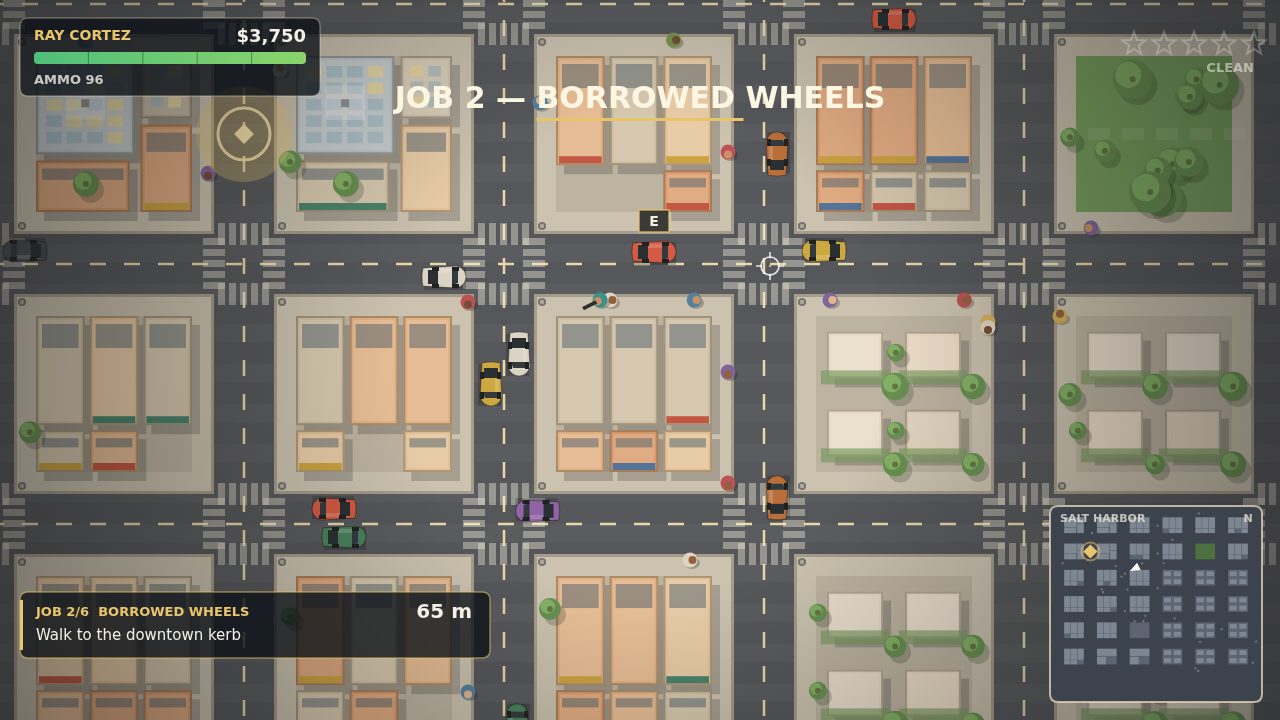 RAY CORTEZ $3,750
AMMO 96
CLEAN
JOB 2 — BORROWED WHEELS
E
SALT HARBOR N
JOB 2/6 BORROWED WHEELS 65 m
Walk to the downtown kerb